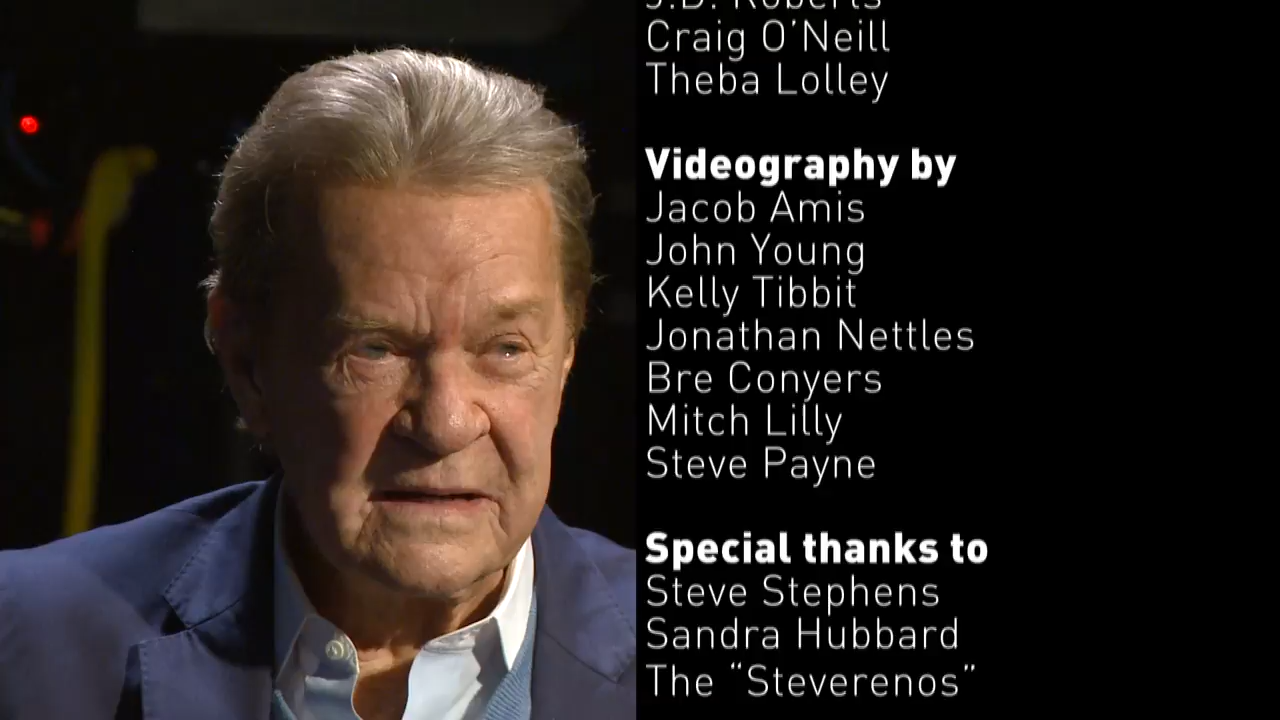 J.D. Roberts
Craig O'Neill
Theba Lolley
Videography by
Jacob Amis
John Young
Kelly Tibbit
Jonathan Nettles
Bre Conyers
Mitch Lilly
Steve Payne
Special thanks to
Steve Stephens
Sandra Hubbard
The “Steverenos”